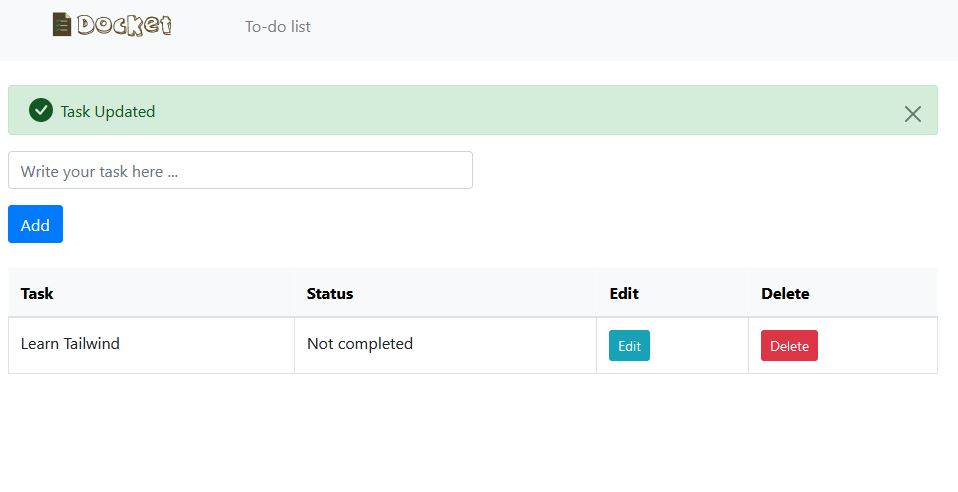 Docket To-do list
Task Updated
Write your task here ...
Add
Task Status Edit Delete
Learn Tailwind Not completed Edit Delete